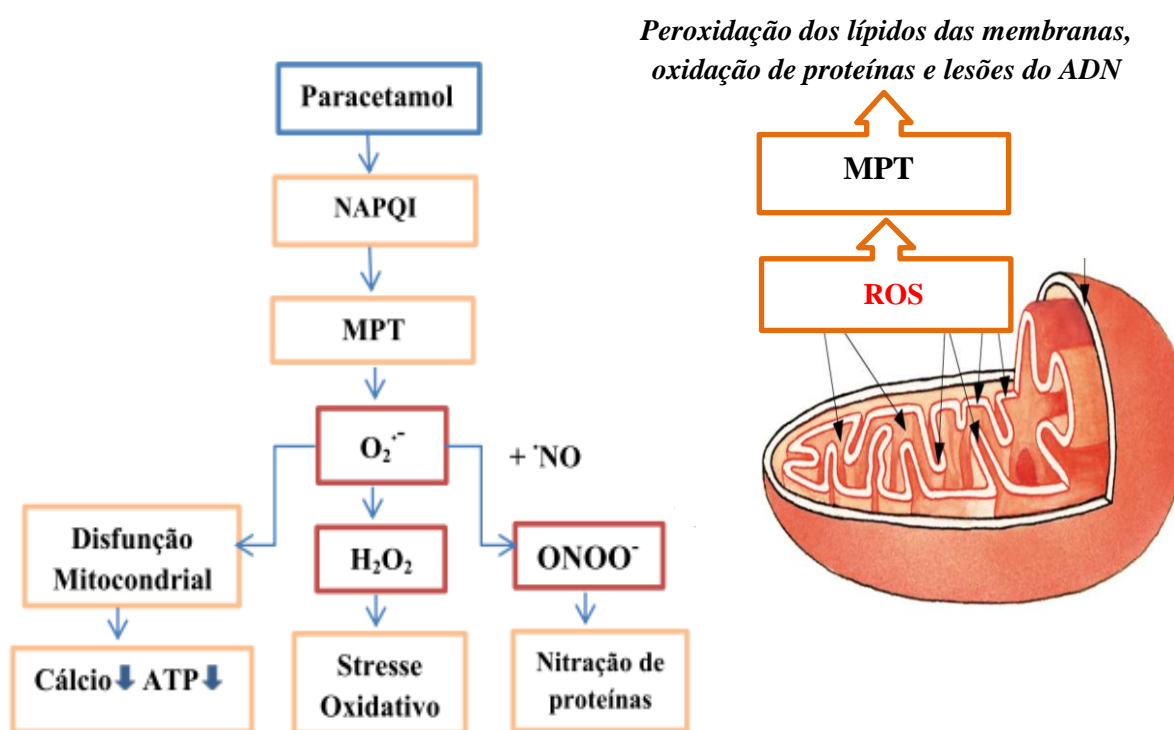 Peroxidação dos lípidos das membranas,
oxidação de proteínas e lesões do ADN
MPT
ROS
Paracetamol
NAPQI
MPT
O₂˙⁻
+ ˙NO
Disfunção
Mitocondrial
H₂O₂
ONOO⁻
Cálcio⬇ ATP⬇
Stresse
Oxidativo
Nitração de
proteínas